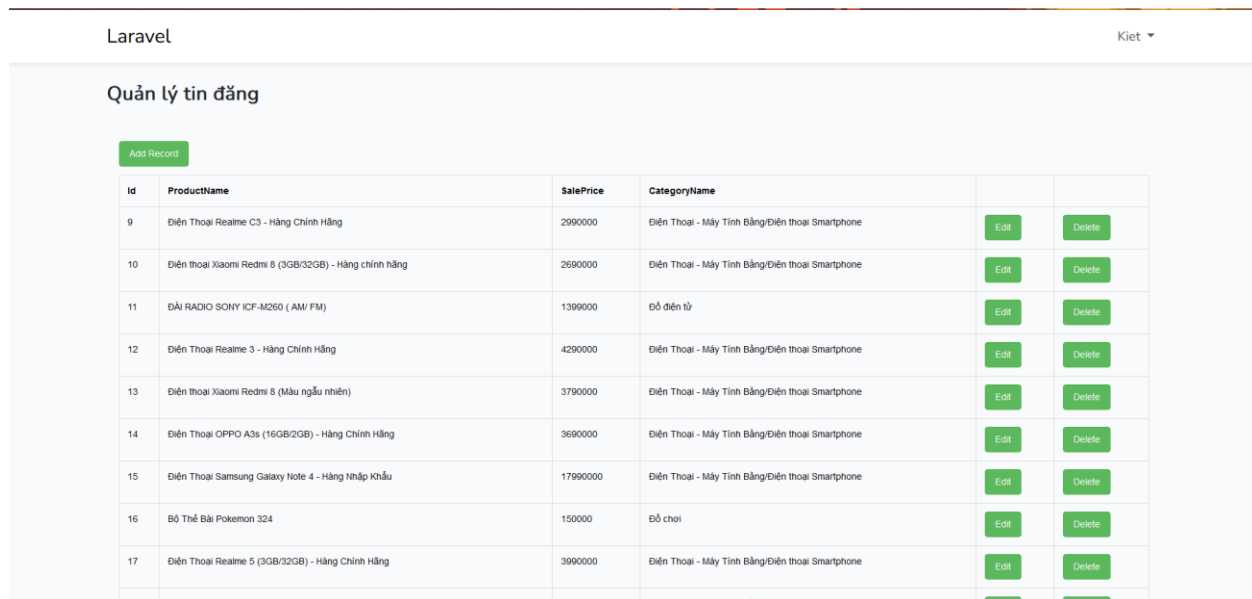 Laravel
Kiet
Quản lý tin đăng
Add Record
Id ProductName SalePrice CategoryName
9 Điện Thoại Realme C3 - Hàng Chính Hãng 2990000 Điện Thoại - Máy Tính Bảng/Điện thoại Smartphone Edit Delete
10 Điện thoại Xiaomi Redmi 8 (3GB/32GB) - Hàng chính hãng 2690000 Điện Thoại - Máy Tính Bảng/Điện thoại Smartphone Edit Delete
11 ĐÀI RADIO SONY ICF-M260 ( AM/ FM) 1399000 Đồ điện tử Edit Delete
12 Điện Thoại Realme 3 - Hàng Chính Hãng 4290000 Điện Thoại - Máy Tính Bảng/Điện thoại Smartphone Edit Delete
13 Điện thoại Xiaomi Redmi 8 (Màu ngẫu nhiên) 3790000 Điện Thoại - Máy Tính Bảng/Điện thoại Smartphone Edit Delete
14 Điện Thoại OPPO A3s (16GB/2GB) - Hàng Chính Hãng 3690000 Điện Thoại - Máy Tính Bảng/Điện thoại Smartphone Edit Delete
15 Điện Thoại Samsung Galaxy Note 4 - Hàng Nhập Khẩu 17990000 Điện Thoại - Máy Tính Bảng/Điện thoại Smartphone Edit Delete
16 Bộ Thẻ Bài Pokemon 324 150000 Đồ chơi Edit Delete
17 Điện Thoại Realme 5 (3GB/32GB) - Hàng Chính Hãng 3990000 Điện Thoại - Máy Tính Bảng/Điện thoại Smartphone Edit Delete